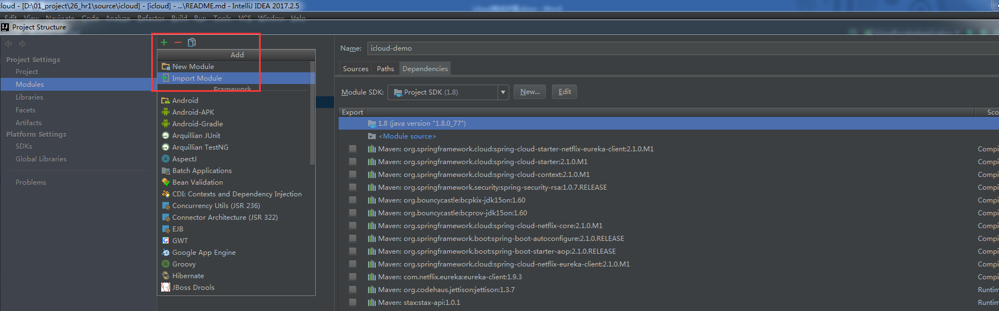 cloud - [D:\01_project\26_hr1\source\icloud] - [icloud] - ...\README.md - IntelliJ IDEA 2017.2.5
Edit View Navigate Code Analyze Refactor Build Run Tools VCS Window Help
Project Structure
Project Settings
Project
Modules
Libraries
Facets
Artifacts
Platform Settings
SDKs
Global Libraries
Problems
Add
New Module
Import Module
Framework
Android
Android-APK
Android-Gradle
Arquillian JUnit
Arquillian TestNG
AspectJ
Batch Applications
Bean Validation
CDI: Contexts and Dependency Injection
Concurrency Utils (JSR 236)
Connector Architecture (JSR 322)
EJB
GWT
Google App Engine
Groovy
Hibernate
JBoss Drools
Name: icloud-demo
Sources Paths Dependencies
Module SDK: Project SDK (1.8) New... Edit
Export Sco
1.8 (java version "1.8.0_77")
<Module source>
Maven: org.springframework.cloud:spring-cloud-starter-netflix-eureka-client:2.1.0.M1 Compi
Maven: org.springframework.cloud:spring-cloud-starter:2.1.0.M1 Compi
Maven: org.springframework.cloud:spring-cloud-context:2.1.0.M1 Compi
Maven: org.springframework.security:spring-security-rsa:1.0.7.RELEASE Compi
Maven: org.bouncycastle:bcpkix-jdk15on:1.60 Compi
Maven: org.bouncycastle:bcprov-jdk15on:1.60 Compi
Maven: org.springframework.cloud:spring-cloud-netflix-core:2.1.0.M1 Compi
Maven: org.springframework.boot:spring-boot-autoconfigure:2.1.0.RELEASE Compi
Maven: org.springframework.boot:spring-boot-starter-aop:2.1.0.RELEASE Compi
Maven: org.springframework.cloud:spring-cloud-netflix-eureka-client:2.1.0.M1 Compi
Maven: com.netflix.eureka:eureka-client:1.9.3 Compi
Maven: org.codehaus.jettison:jettison:1.3.7 Runtim
Maven: stax:stax-api:1.0.1 Runtim